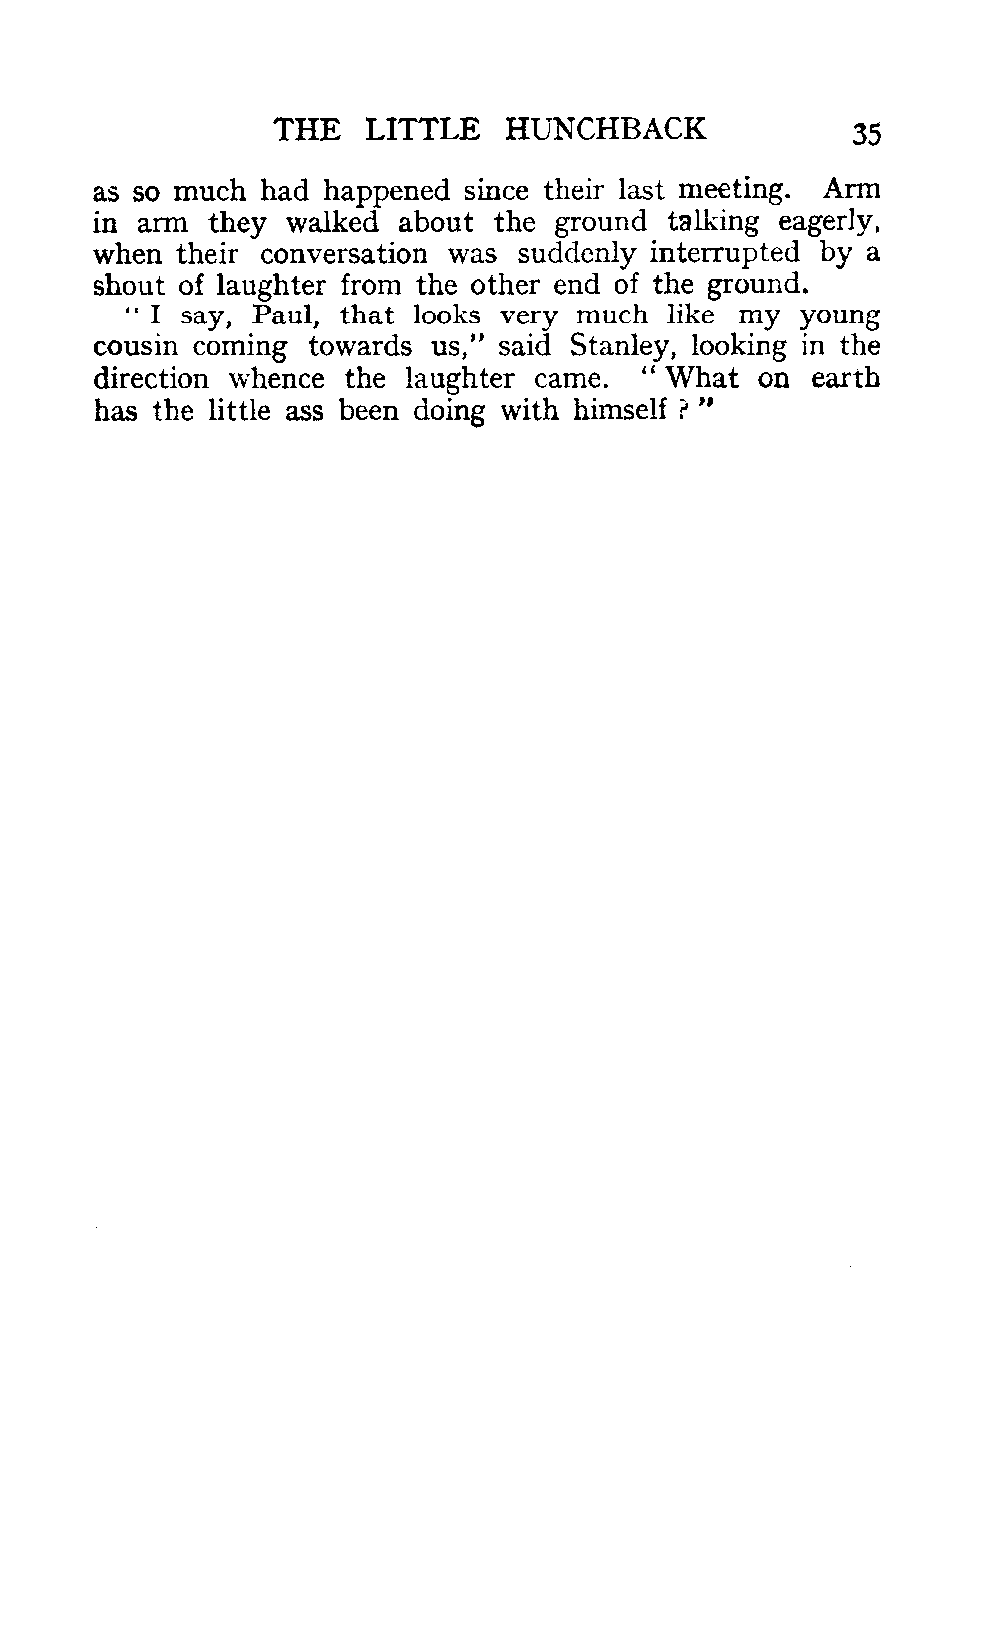 THE LITTLE HUNCHBACK 35
as so much had happened since their last meeting. Arm
in arm they walked about the ground talking eagerly,
when their conversation was suddenly interrupted by a
shout of laughter from the other end of the ground.
" I say, Paul, that looks very much like my young
cousin coming towards us," said Stanley, looking in the
direction whence the laughter came. " What on earth
has the little ass been doing with himself ? "